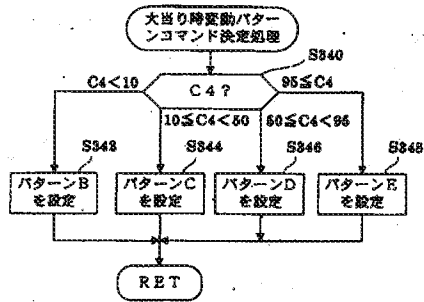 大当り時変動パター
ンコマンド決定処理
S340
C4?
C4<10
10≦C4<50
50≦C4<95
95≦C4
S342
S344
S346
S348
パターンB
を設定
パターンC
を設定
パターンD
を設定
パターンE
を設定
RET